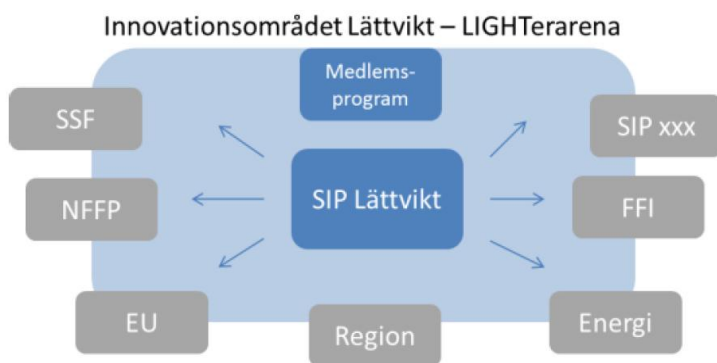 Innovationsområdet Lättvikt – LIGHTerarena
Medlems-
program
SSF
SIP xxx
SIP Lättvikt
NFFP
FFI
EU
Region
Energi